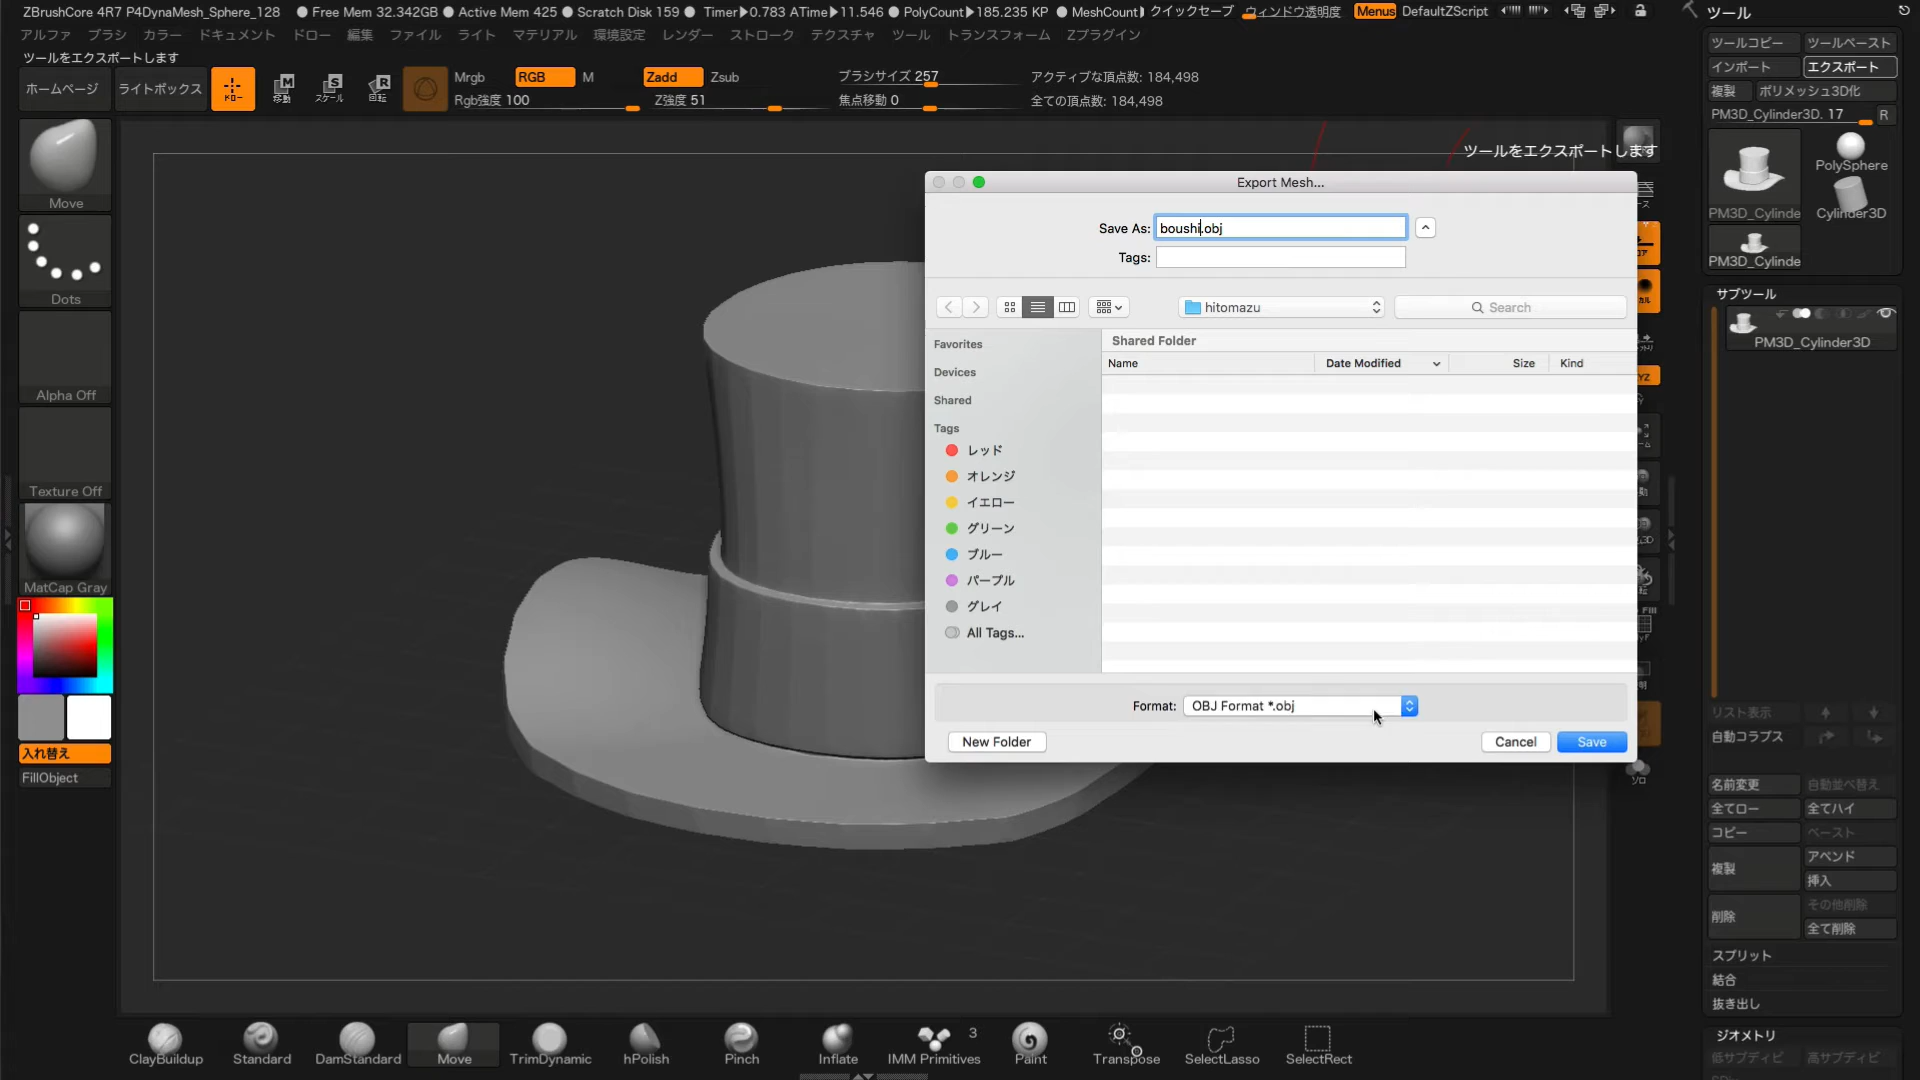 ZBrushCore 4R7 P4DynaMesh_Sphere_128 ● Free Mem 32.342GB ● Active Mem 425 ● Scratch Disk 159 ● Timer▶0.783 ATime▶11.546 ● PolyCount▶185.235 KP ● MeshCount クイックセーブ ウィンドウ透明度 Menus DefaultZScript
アルファ ブラシ カラー ドキュメント ドロー 編集 ファイル ライト マテリアル 環境設定 レンダー ストローク テクスチャ ツール トランスフォーム Zプラグイン
ツールをエクスポートします
ホームページ ライトボックス ドロー 移動 スケール 回転
Mrgb RGB M Zadd Zsub ブラシサイズ 257 アクティブな頂点数: 184,498
Rgb強度 100 Z強度 51 焦点移動 0 全ての頂点数: 184,498
Move
Dots
Alpha Off
Texture Off
MatCap Gray
入れ替え
FillObject
ツールをエクスポートします
Export Mesh...
Save As: boushi.obj
Tags:
hitomazu
Search
Favorites
Devices
Shared
Tags
レッド
オレンジ
イエロー
グリーン
ブルー
パープル
グレイ
All Tags...
Shared Folder
Name Date Modified Size Kind
Format: OBJ Format *.obj
New Folder Cancel Save
XYZ
Fill
ソロ
ツール
ツールコピー ツールペースト
インポート エクスポート
複製 ポリメッシュ3D化
PM3D_Cylinder3D. 17 R
PolySphere
PM3D_Cylinde Cylinder3D
PM3D_Cylinde
サブツール
PM3D_Cylinder3D
リスト表示
自動コラプス
名前変更 自動並べ替え
全てロー 全てハイ
コピー ペースト
複製 アペンド
挿入
その他削除
削除 全て削除
スプリット
結合
抜き出し
ジオメトリ
低サブディビ 高サブディビ
ClayBuildup Standard DamStandard Move TrimDynamic hPolish Pinch Inflate IMM Primitives 3 Paint Transpose SelectLasso SelectRect